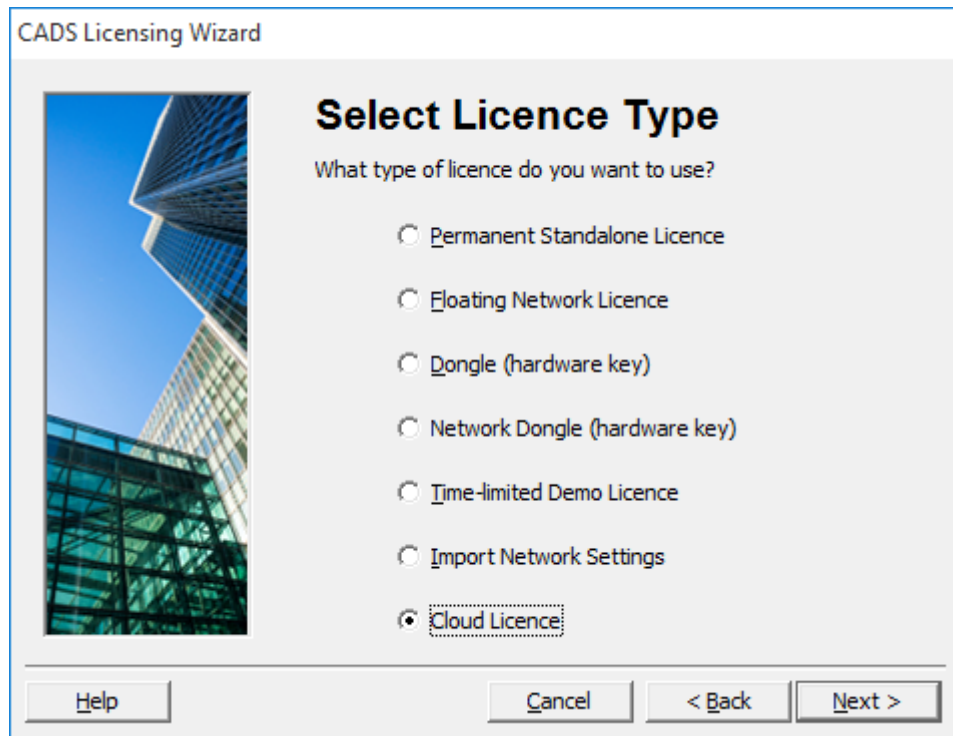 CADS Licensing Wizard
Select Licence Type
What type of licence do you want to use?
Permanent Standalone Licence
Floating Network Licence
Dongle (hardware key)
Network Dongle (hardware key)
Time-limited Demo Licence
Import Network Settings
Cloud Licence
Help Cancel < Back Next >